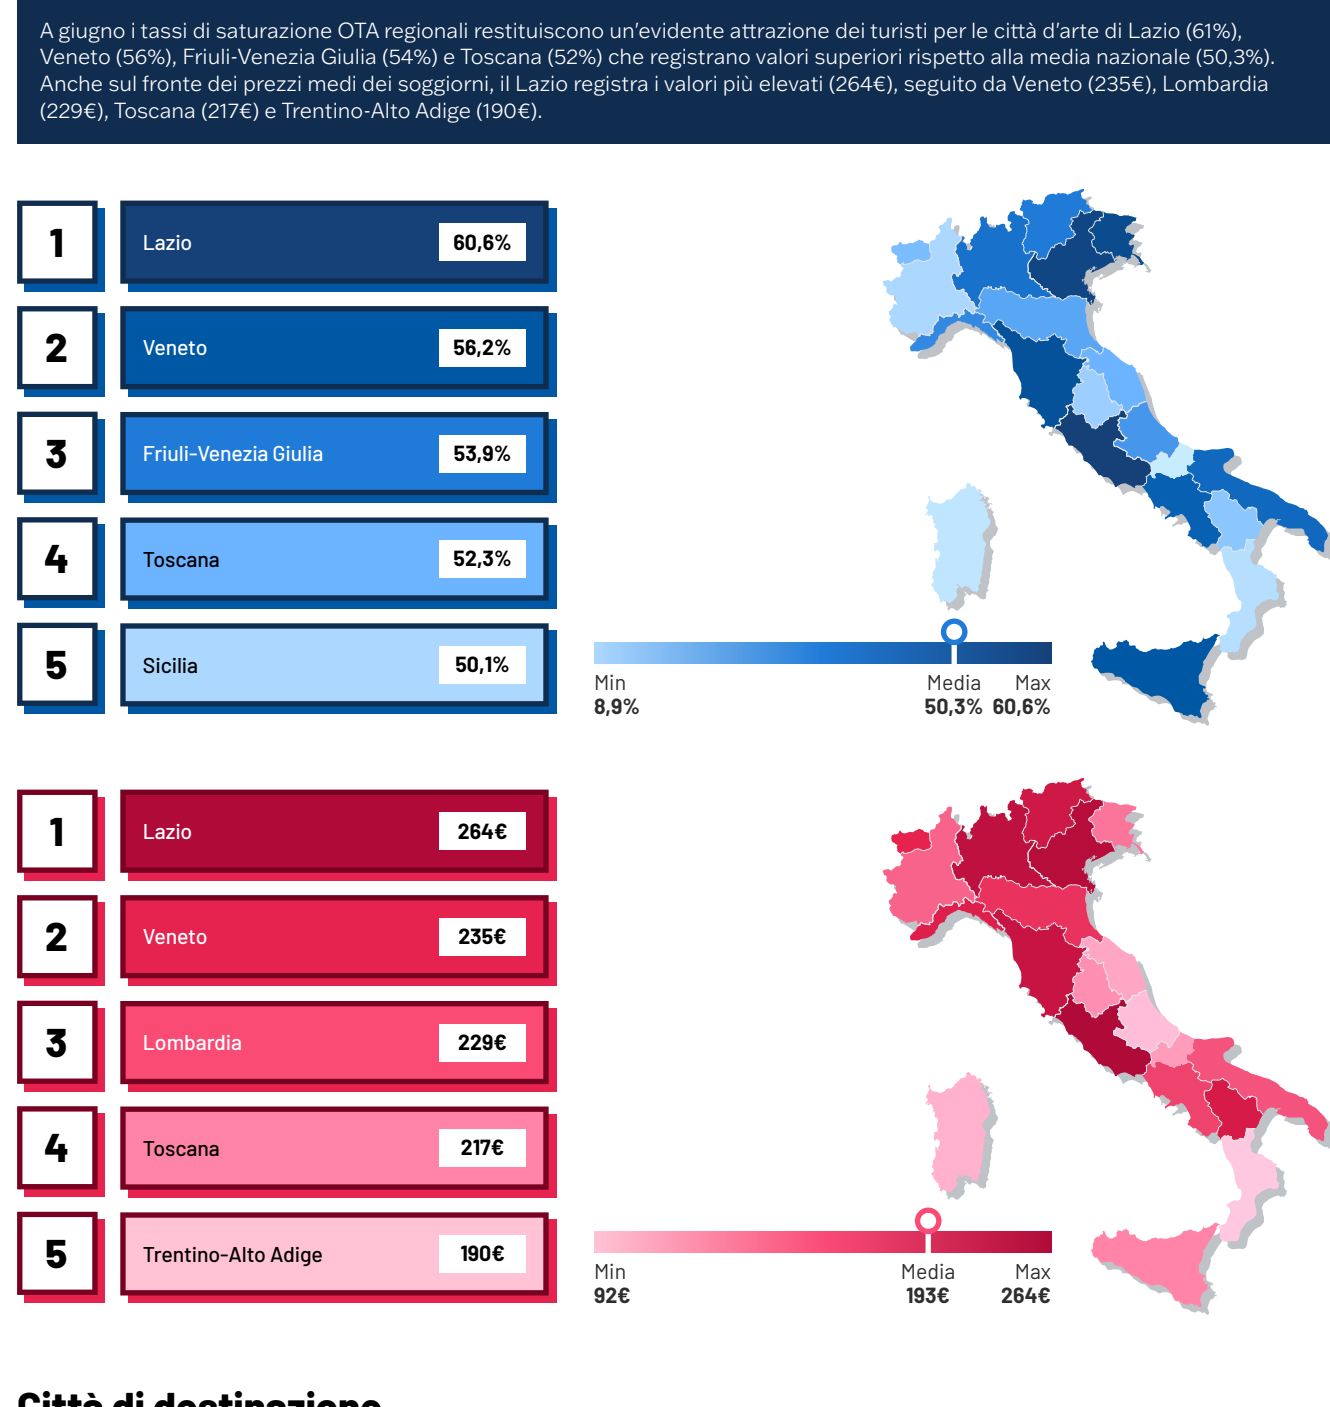 A giugno i tassi di saturazione OTA regionali restituiscono un'evidente attrazione dei turisti per le città d'arte di Lazio (61%),
Veneto (56%), Friuli-Venezia Giulia (54%) e Toscana (52%) che registrano valori superiori rispetto alla media nazionale (50,3%).
Anche sul fronte dei prezzi medi dei soggiorni, il Lazio registra i valori più elevati (264€), seguito da Veneto (235€), Lombardia
(229€), Toscana (217€) e Trentino-Alto Adige (190€).
1 Lazio 60,6%
2 Veneto 56,2%
3 Friuli-Venezia Giulia 53,9%
4 Toscana 52,3%
5 Sicilia 50,1%
Min Media Max
8,9% 50,3% 60,6%
1 Lazio 264€
2 Veneto 235€
3 Lombardia 229€
4 Toscana 217€
5 Trentino-Alto Adige 190€
Min Media Max
92€ 193€ 264€
Città di destinazione